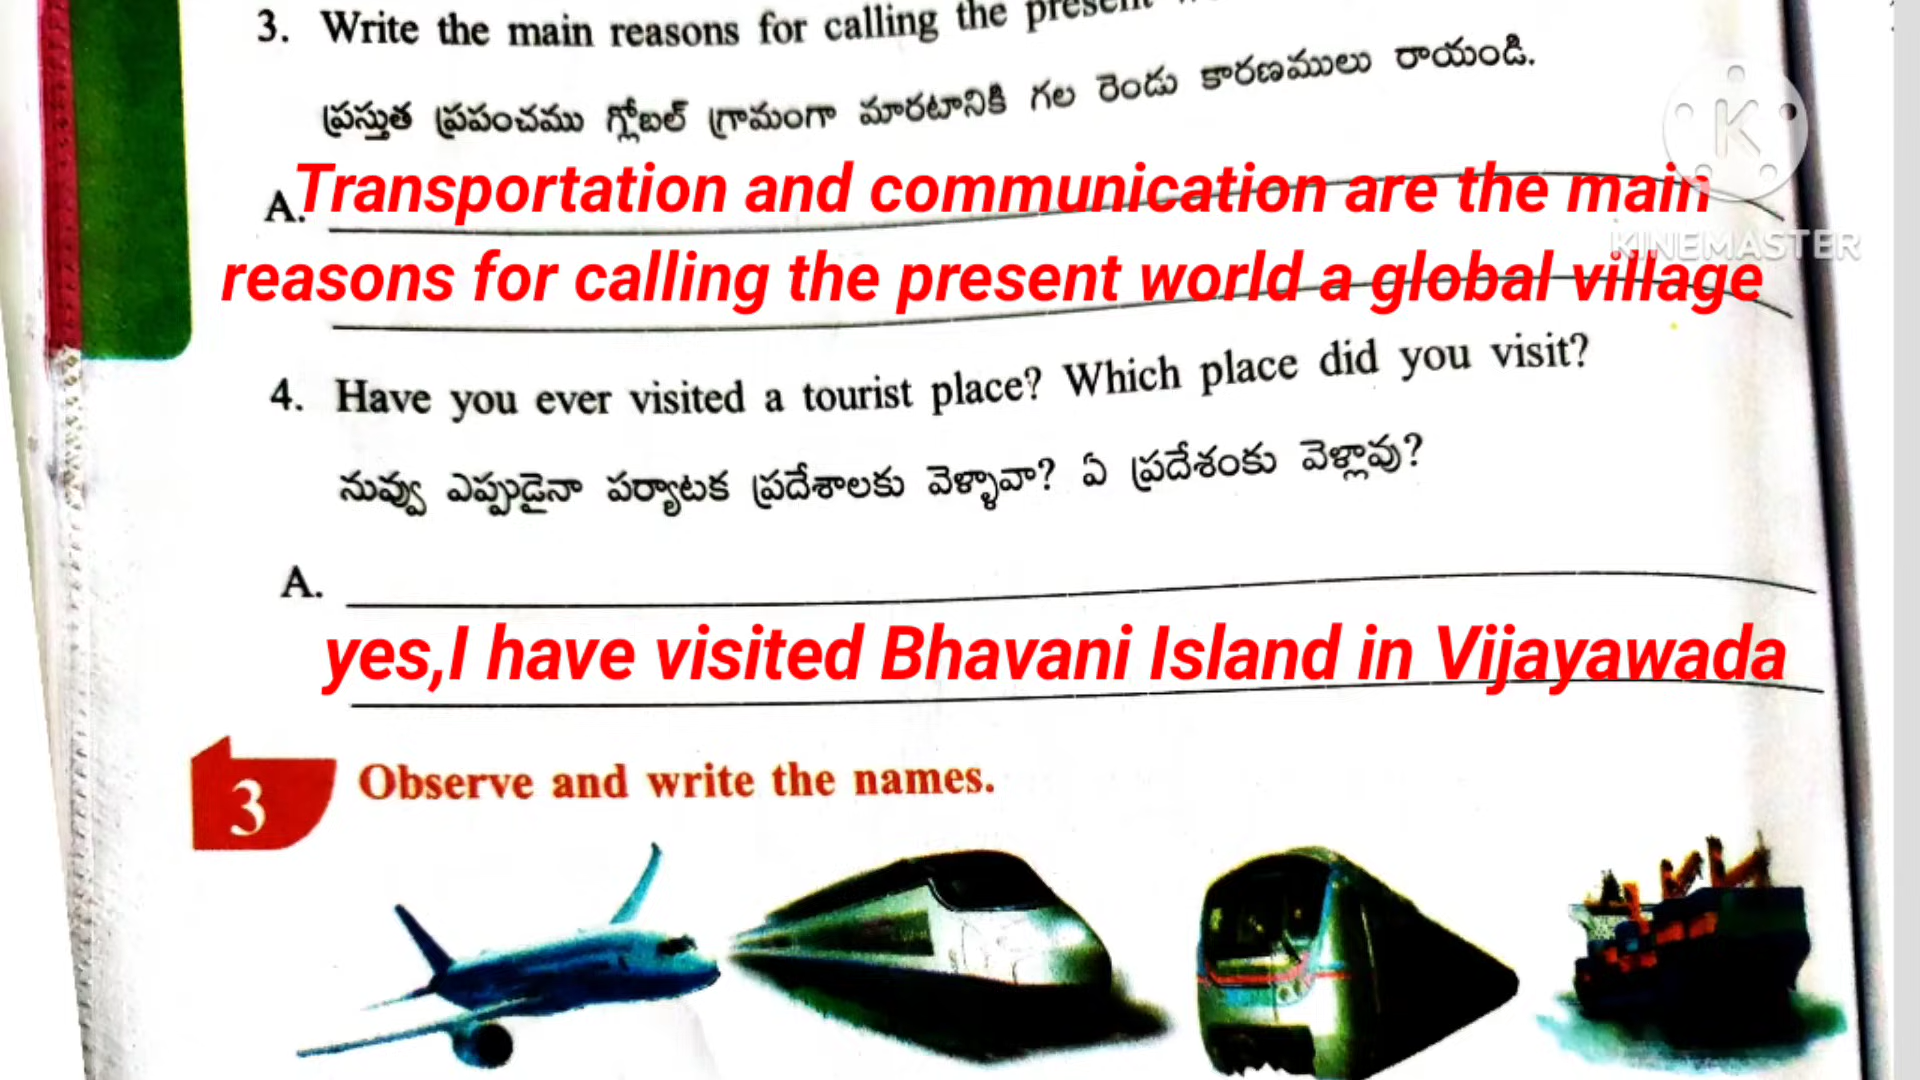 3. Write the main reasons for calling the present
ప్రస్తుత ప్రపంచము గ్లోబల్ గ్రామంగా మారటానికి గల రెండు కారణములు రాయండి.
A. Transportation and communication are the main
reasons for calling the present world a global village
KINEMASTER
4. Have you ever visited a tourist place? Which place did you visit?
నువ్వు ఎప్పుడైనా పర్యాటక ప్రదేశాలకు వెళ్ళావా? ఏ ప్రదేశంకు వెళ్లావు?
A.
yes,I have visited Bhavani Island in Vijayawada
3 Observe and write the names.